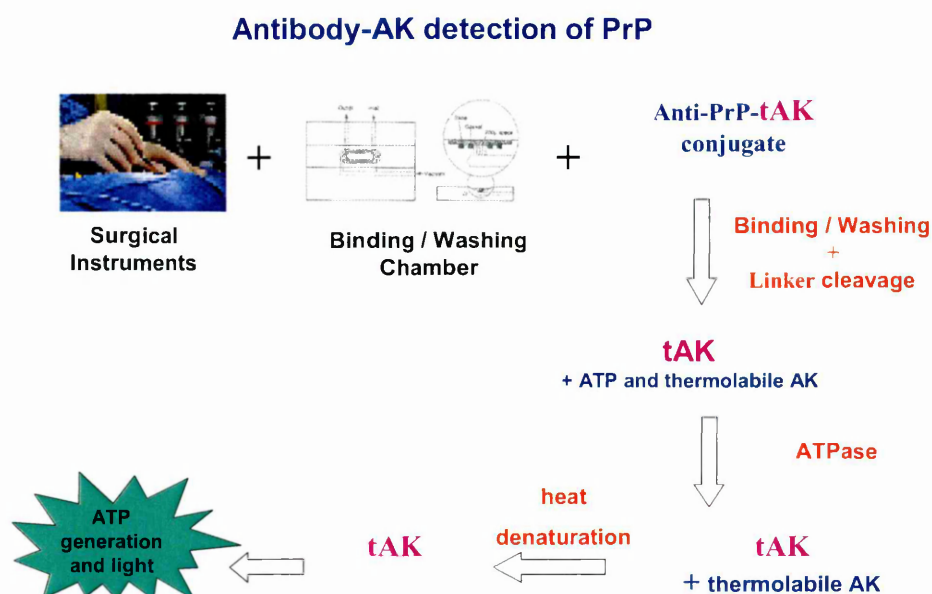 Antibody-AK detection of PrP
+
+
Anti-PrP-tAK
conjugate
Surgical
Instruments
Binding / Washing
Chamber
Binding / Washing
+
Linker cleavage
tAK
+ ATP and thermolabile AK
ATPase
heat
denaturation
tAK
+ thermolabile AK
tAK
ATP
generation
and light